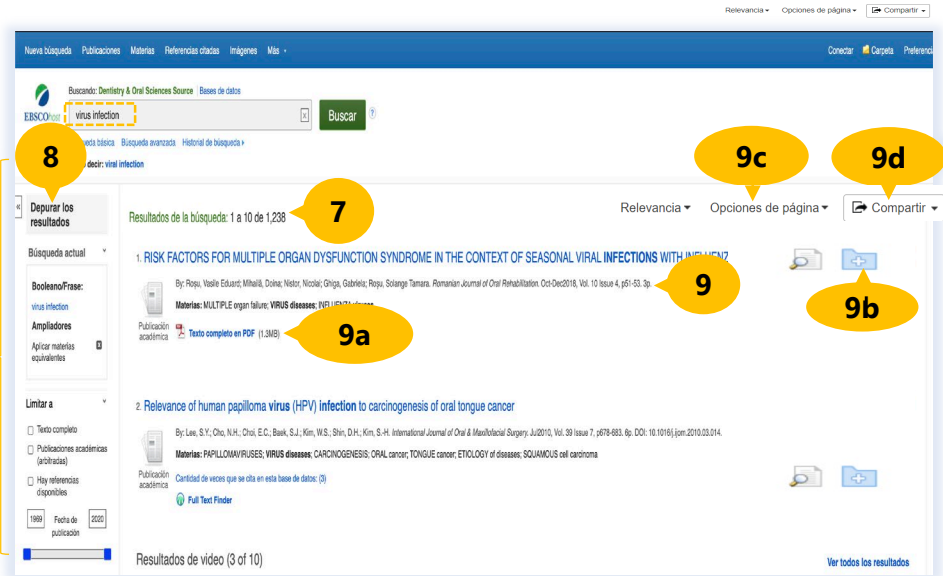 Relevancia Opciones de página Compartir
Nueva búsqueda Publicaciones Materias Referencias citadas Imágenes Más Conectar Carpeta
Buscando: Dentistry & Oral Sciences Source Bases de datos
EBSCOhost virus infection x Buscar ?
básica Búsqueda avanzada Historial de búsqueda
8 decir: viral infection
9c 9d
« Depurar los resultados
Resultados de la búsqueda: 1 a 10 de 1,238 7 Relevancia Opciones de página Compartir
Búsqueda actual
1. RISK FACTORS FOR MULTIPLE ORGAN DYSFUNCTION SYNDROME IN THE CONTEXT OF SEASONAL VIRAL INFECTIONS WITH
Booleano/Frase:
virus infection
By: Roşu, Vasile Eduard; Mihailă, Doina; Nistor, Nicolai; Ghiga, Gabriela; Roşu, Solange Tamara. Romanian Journal of Oral Rehabilitation. Oct-Dec2018, Vol. 10 Issue 4, p51-53. 3p. 9
Materias: MULTIPLE organ failure; VIRUS diseases;
9b
Ampliadores
Aplicar materias equivalentes x
Publicación académica Texto completo en PDF (1.3MB) 9a
Limitar a
2. Relevance of human papilloma virus (HPV) infection to carcinogenesis of oral tongue cancer
Texto completo
Publicaciones académicas (arbitradas)
Hay referencias disponibles
By: Lee, S.Y.; Cho, N.H.; Choi, E.C.; Baek, S.J.; Kim, W.S.; Shin, D.H.; Kim, S.-H. International Journal of Oral & Maxillofacial Surgery. Jul2010, Vol. 39 Issue 7, p678-683. 6p. DOI: 10.1016/j.ijom.2010.03.014.
Materias: PAPILLOMAVIRUSES; VIRUS diseases; CARCINOGENESIS; ORAL cancer; TONGUE cancer; ETIOLOGY of diseases; SQUAMOUS cell carcinoma
Publicación académica Cantidad de veces que se cita en esta base de datos: (3)
Full Text Finder
1969 Fecha de publicación 2020
Resultados de video (3 of 10) Ver todos los resultados